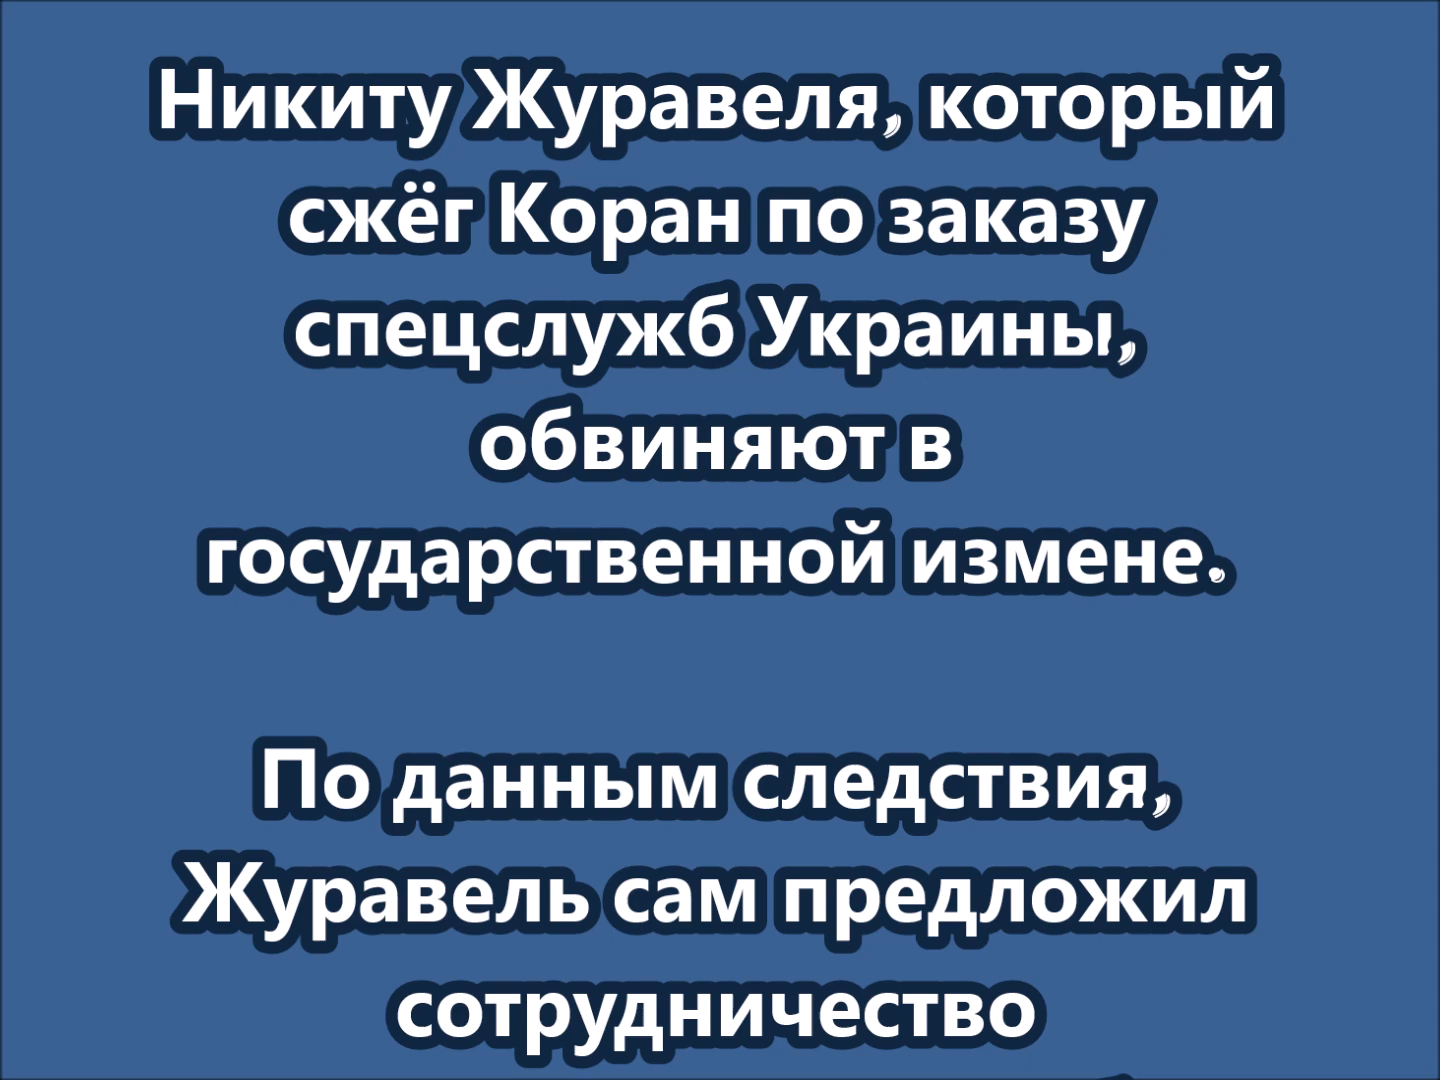 Никиту Журавеля, который
сжёг Коран по заказу
спецслужб Украины,
обвиняют в
государственной измене.
По данным следствия,
Журавель сам предложил
сотрудничество